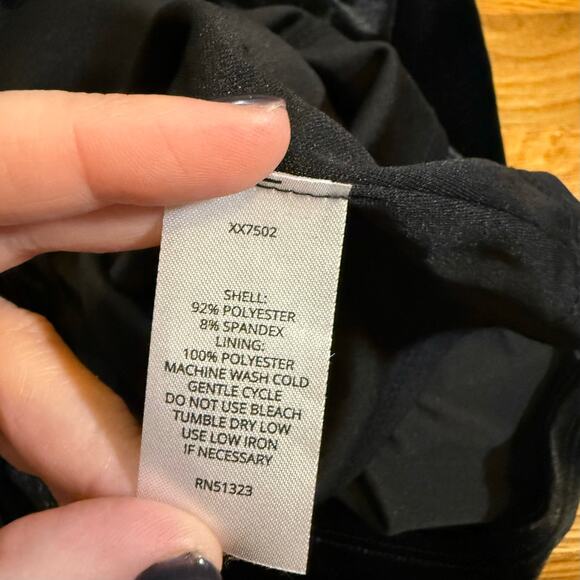 XX7502
SHELL:
92% POLYESTER
8% SPANDEX
LINING:
100% POLYESTER
MACHINE WASH COLD
GENTLE CYCLE
DO NOT USE BLEACH
TUMBLE DRY LOW
USE LOW IRON
IF NECESSARY
RN51323